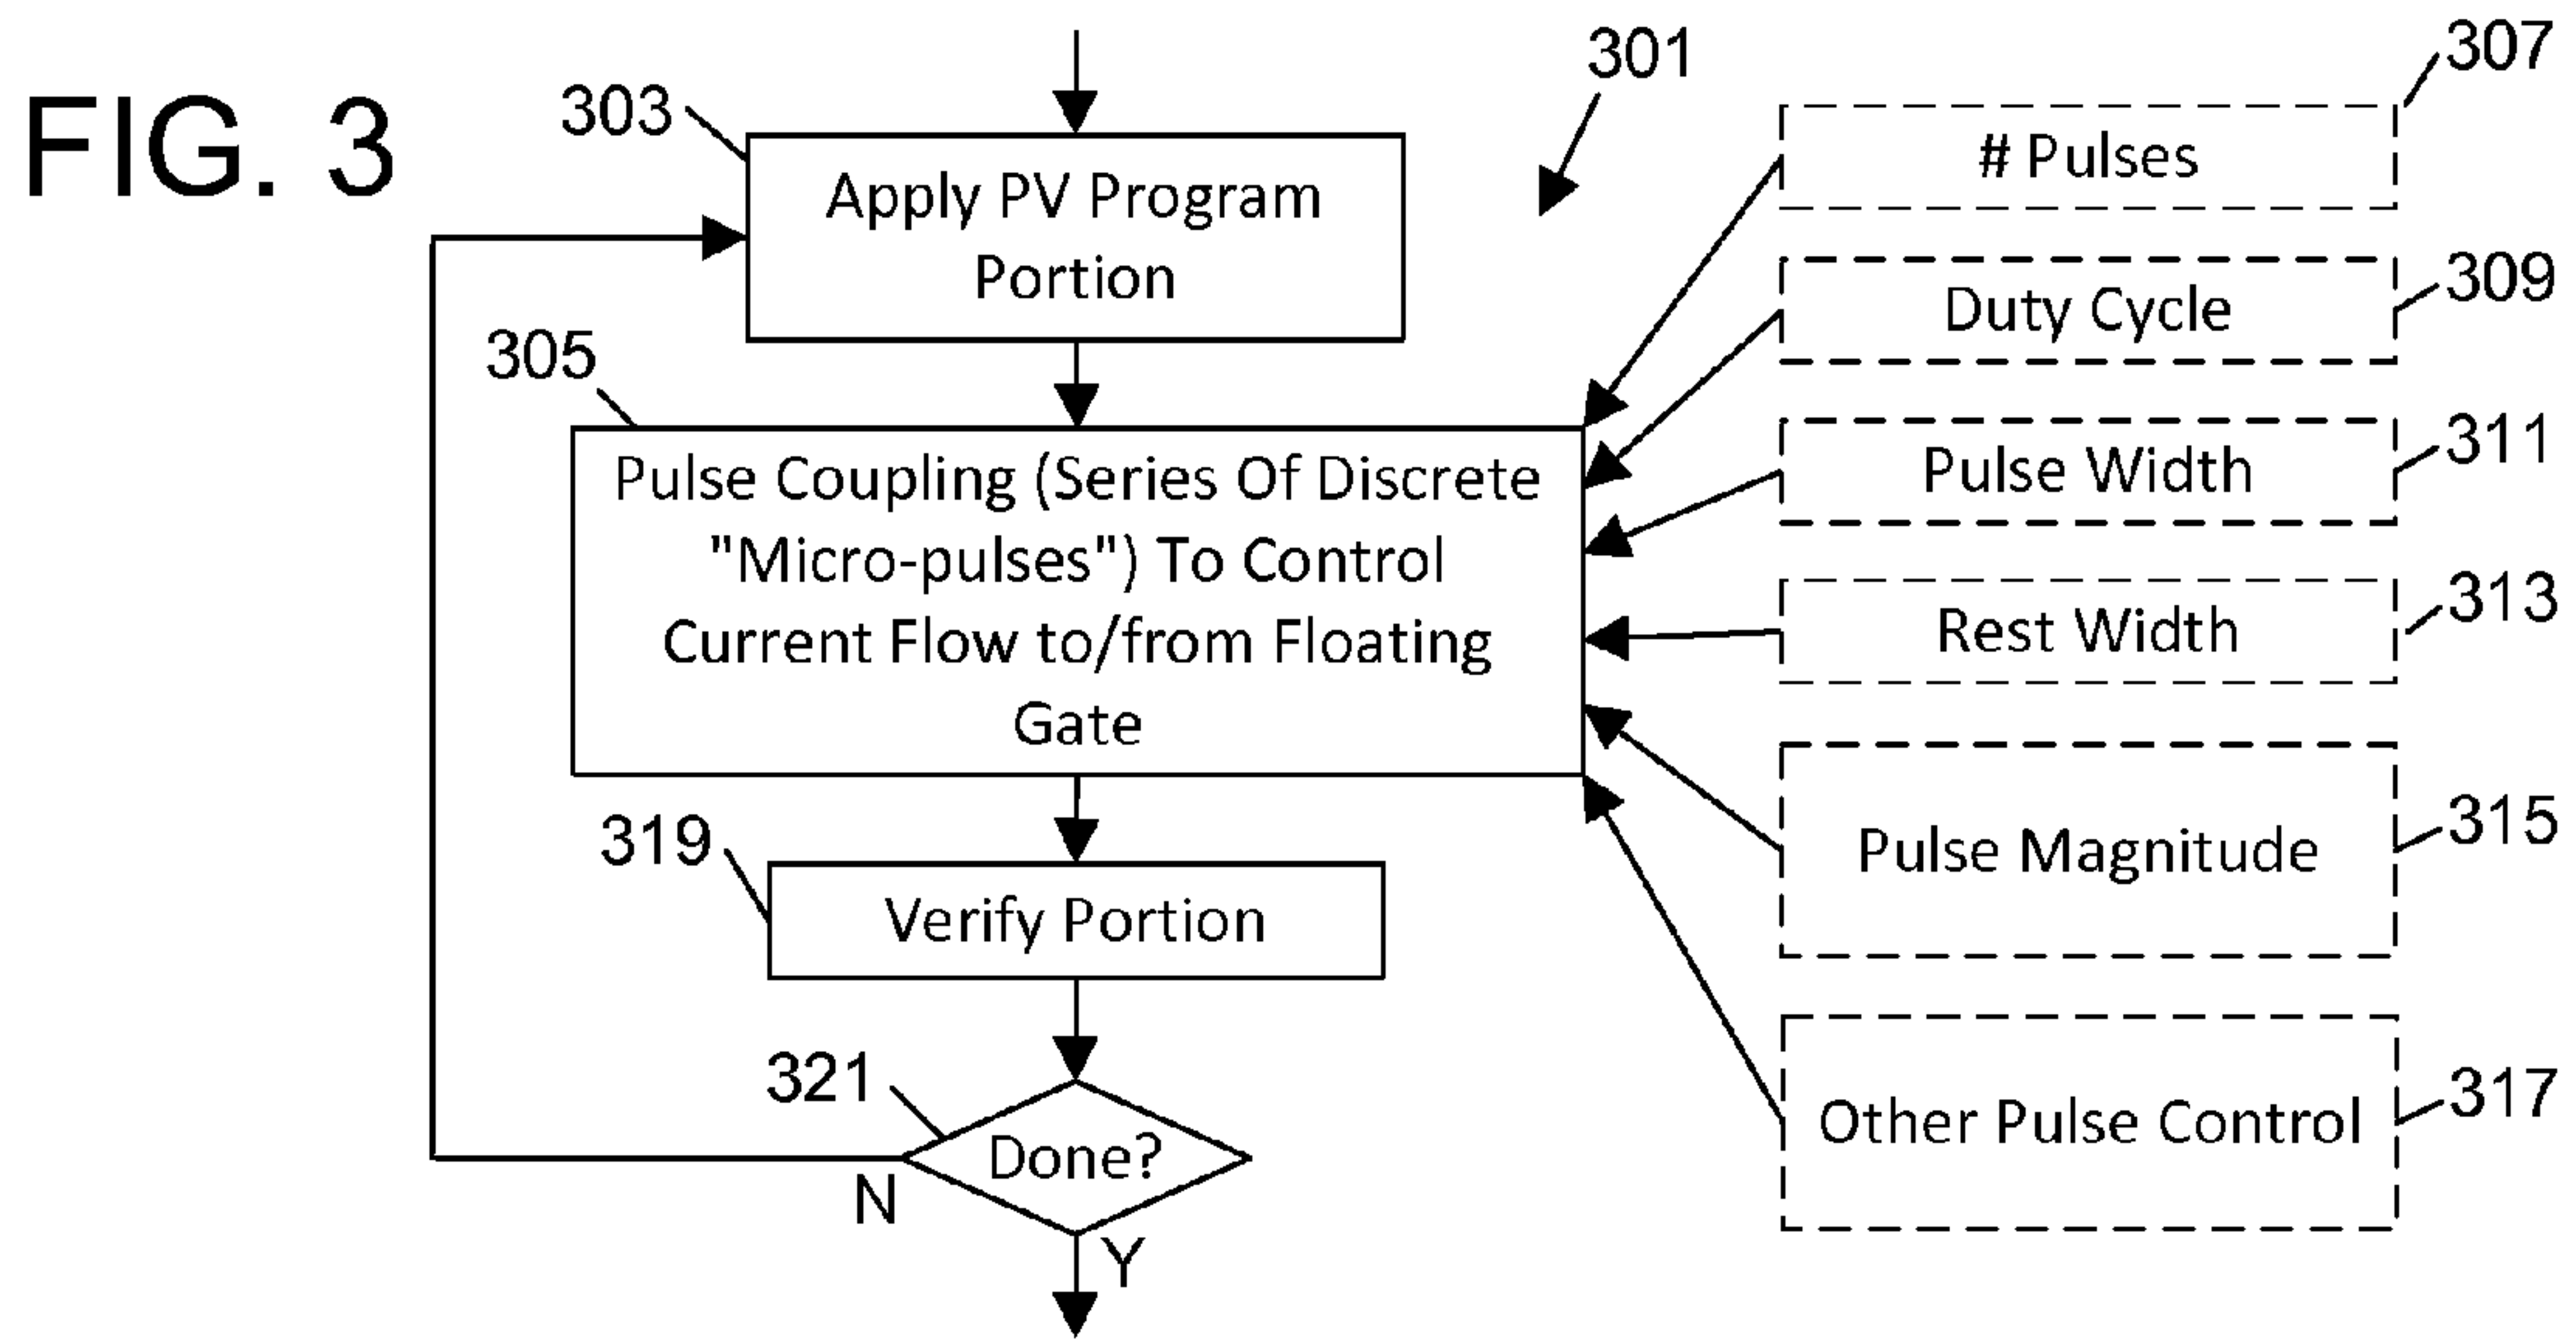 FIG. 3
301
303
Apply PV Program
Portion
305
Pulse Coupling (Series Of Discrete
"Micro-pulses") To Control
Current Flow to/from Floating
Gate
307
# Pulses
309
Duty Cycle
311
Pulse Width
313
Rest Width
315
Pulse Magnitude
317
Other Pulse Control
319
Verify Portion
321
Done?
N
Y